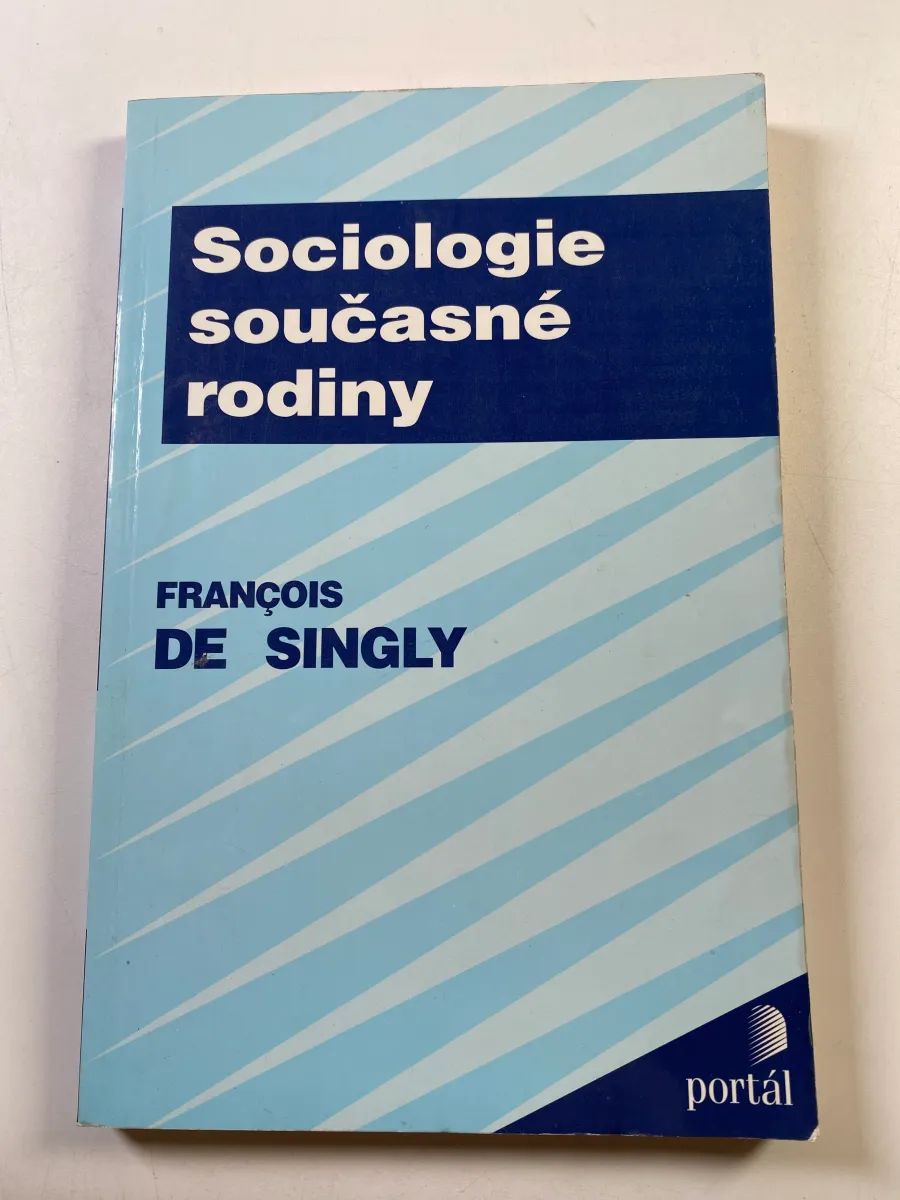 Sociologie
současné
rodiny
FRANÇOIS
DE SINGLY
portál